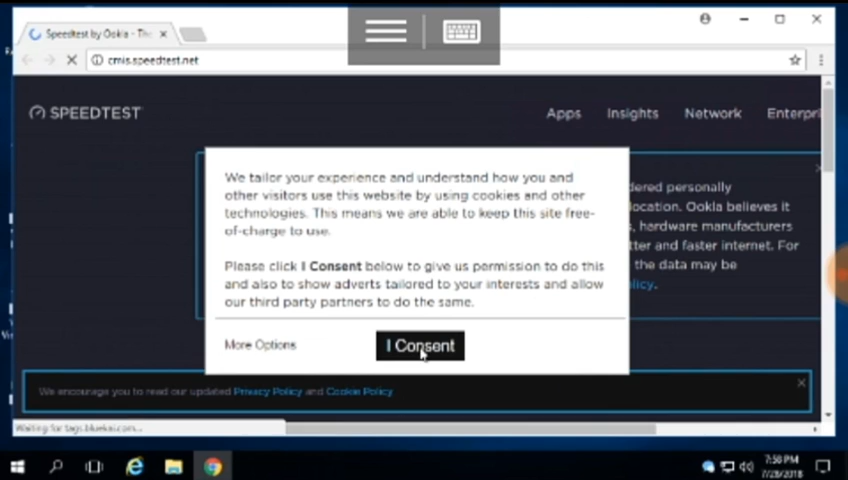 Speedtest by Ookla - The
cmis.speedtest.net
SPEEDTEST
Apps Insights Network Enterpri
We tailor your experience and understand how you and
other visitors use this website by using cookies and other
technologies. This means we are able to keep this site free-
of-charge to use.
Please click I Consent below to give us permission to do this
and also to show adverts tailored to your interests and allow
our third party partners to do the same.
More Options
I Consent
dered personally
location. Ookla believes it
s, hardware manufacturers
tter and faster internet. For
the data may be
olicy.
We encourage you to read our updated Privacy Policy and Cookie Policy
Waiting for tags.bluekai.com...
7:58 PM
7/28/2018